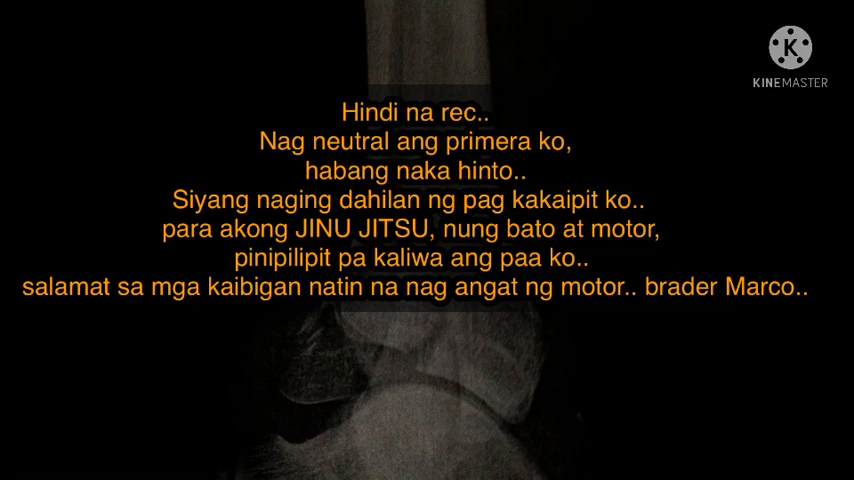 KINEMASTER
Hindi na rec..
Nag neutral ang primera ko,
habang naka hinto..
Siyang naging dahilan ng pag kakaipit ko..
para akong JINU JITSU, nung bato at motor,
pinipilipit pa kaliwa ang paa ko..
salamat sa mga kaibigan natin na nag angat ng motor.. brader Marco..